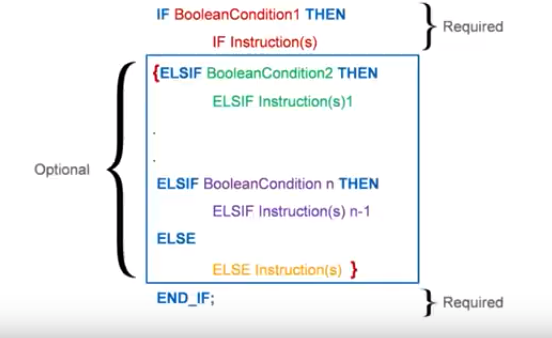 IF BooleanCondition1 THEN
Required
IF Instruction(s)
{ELSIF BooleanCondition2 THEN
ELSIF Instruction(s)1
.
.
Optional
ELSIF BooleanCondition n THEN
ELSIF Instruction(s) n-1
ELSE
ELSE Instruction(s) }
END_IF;
Required